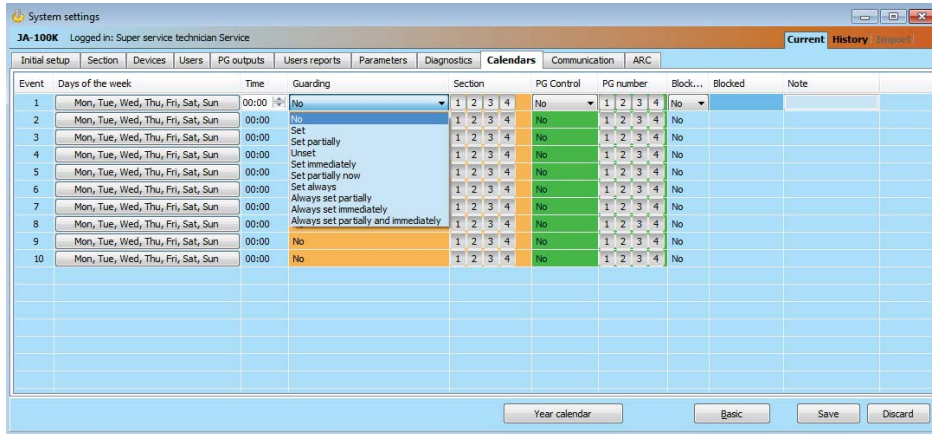 System settings
JA-100K Logged in: Super service technician Service Current History Import
Initial setup Section Devices Users PG outputs Users reports Parameters Diagnostics Calendars Communication ARC
Event Days of the week Time Guarding Section PG Control PG number Block... Blocked Note
1 Mon, Tue, Wed, Thu, Fri, Sat, Sun 00:00 No 1 2 3 4 No 1 2 3 4 No
2 Mon, Tue, Wed, Thu, Fri, Sat, Sun 00:00 No 1 2 3 4 No 1 2 3 4 No
Set
3 Mon, Tue, Wed, Thu, Fri, Sat, Sun 00:00 Set partially 1 2 3 4 No 1 2 3 4 No
4 Mon, Tue, Wed, Thu, Fri, Sat, Sun 00:00 Unset 1 2 3 4 No 1 2 3 4 No
Set immediately
5 Mon, Tue, Wed, Thu, Fri, Sat, Sun 00:00 Set partially now 1 2 3 4 No 1 2 3 4 No
6 Mon, Tue, Wed, Thu, Fri, Sat, Sun 00:00 Set always 1 2 3 4 No 1 2 3 4 No
7 Mon, Tue, Wed, Thu, Fri, Sat, Sun 00:00 Always set partially 1 2 3 4 No 1 2 3 4 No
Always set immediately
8 Mon, Tue, Wed, Thu, Fri, Sat, Sun 00:00 Always set partially and immediately 1 2 3 4 No 1 2 3 4 No
9 Mon, Tue, Wed, Thu, Fri, Sat, Sun 00:00 No 1 2 3 4 No 1 2 3 4 No
10 Mon, Tue, Wed, Thu, Fri, Sat, Sun 00:00 No 1 2 3 4 No 1 2 3 4 No
Year calendar Basic Save Discard